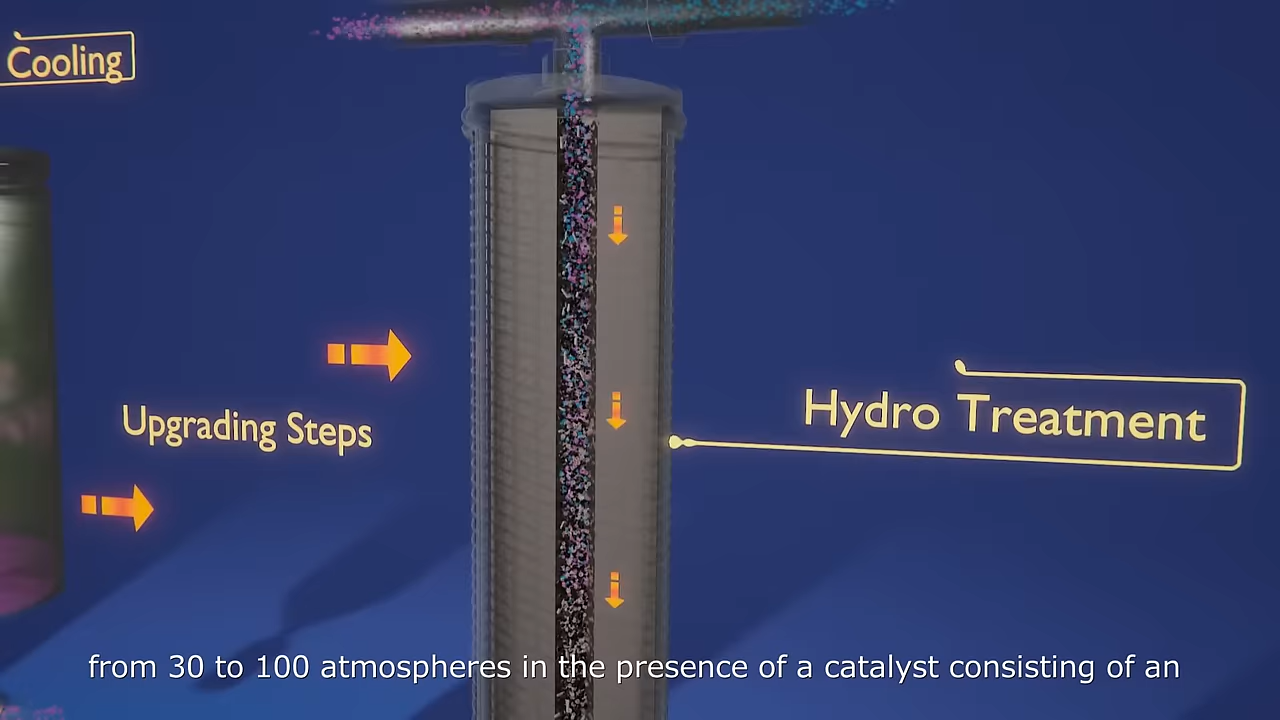 Cooling
Upgrading Steps
Hydro Treatment
from 30 to 100 atmospheres in the presence of a catalyst consisting of an